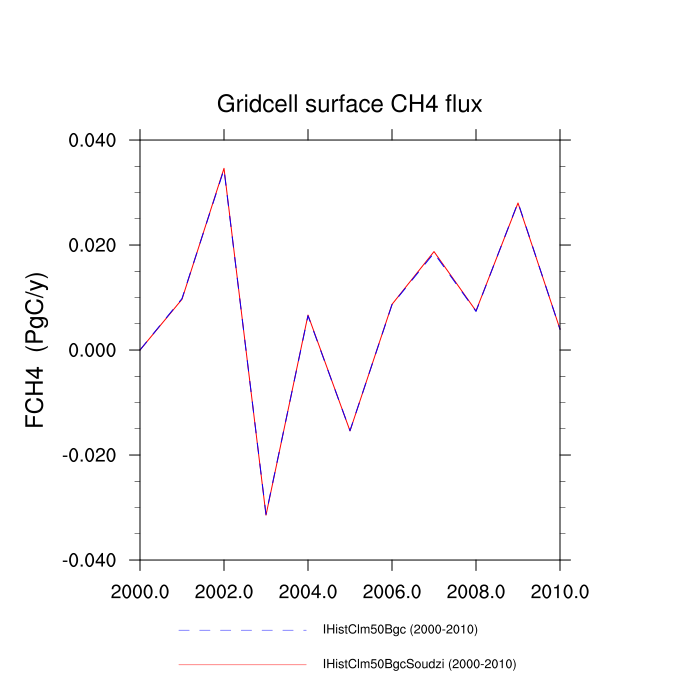 Gridcell surface CH4 flux
FCH4 (PgC/y)
0.040
0.020
0.000
-0.020
-0.040
2000.0 2002.0 2004.0 2006.0 2008.0 2010.0
IHistClm50Bgc (2000-2010)
IHistClm50BgcSoudzi (2000-2010)